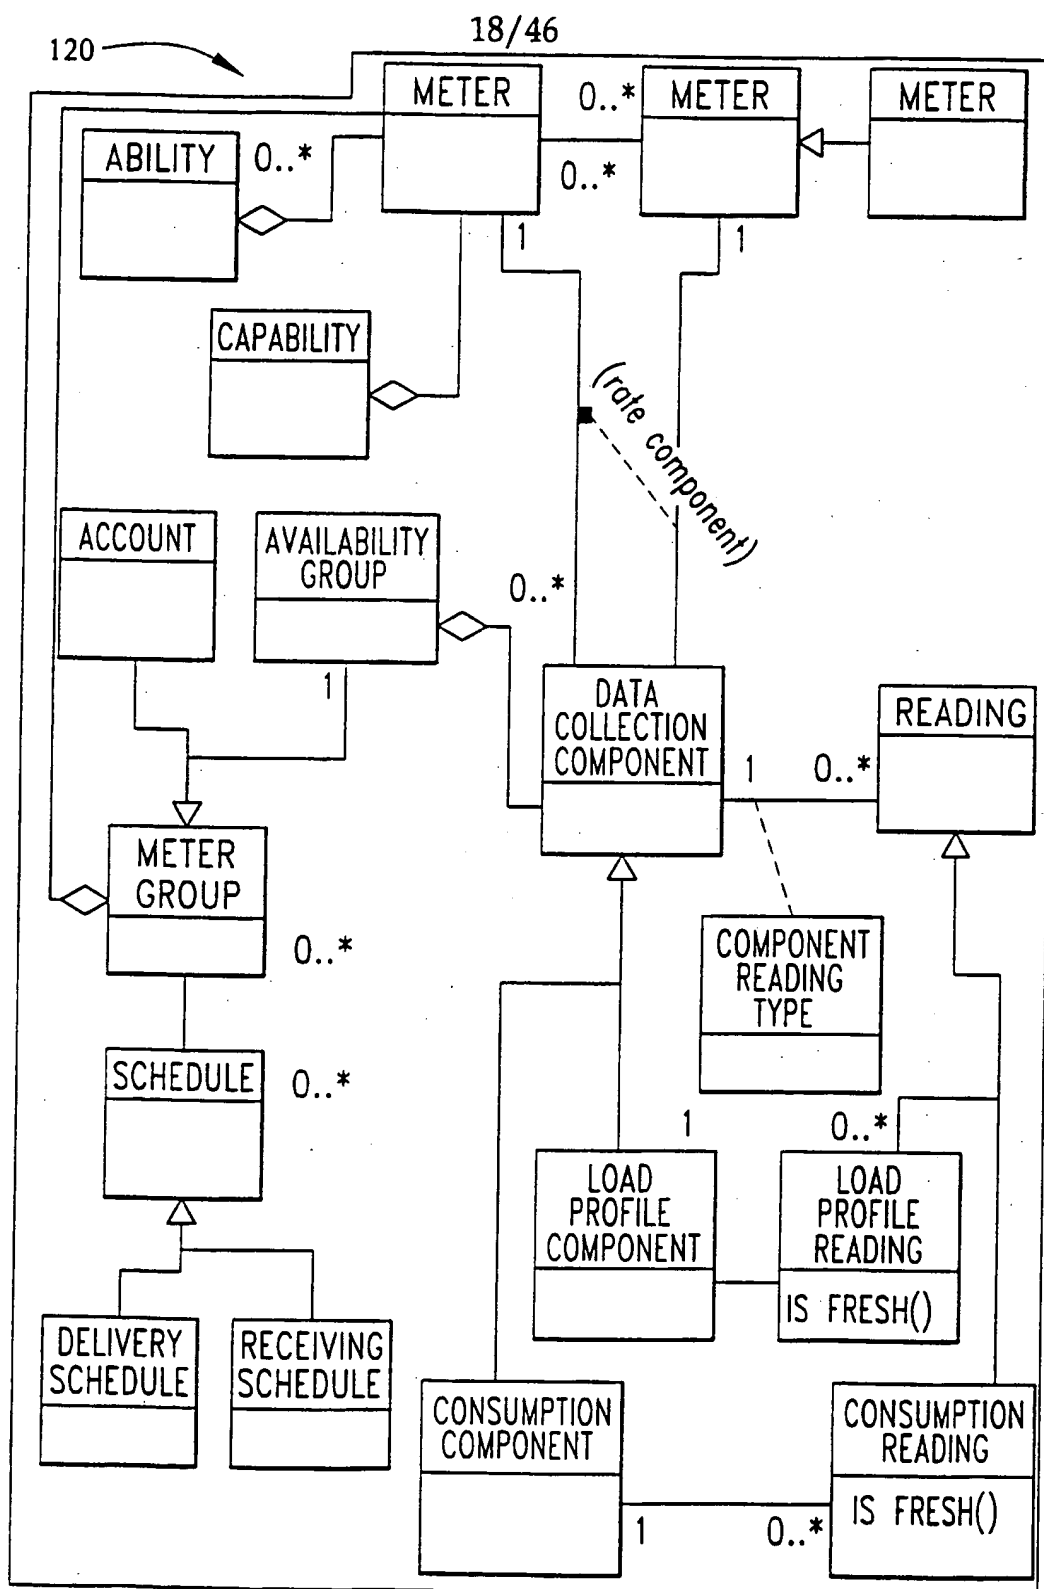 18/46
120
METER
0..*
METER
METER
ABILITY
0..*
0..*
1
1
CAPABILITY
(rate component)
ACCOUNT
AVAILABILITY
GROUP
0..*
1
DATA
COLLECTION
COMPONENT
READING
1
0..*
METER
GROUP
0..*
COMPONENT
READING
TYPE
SCHEDULE
0..*
1
0..*
LOAD
PROFILE
COMPONENT
LOAD
PROFILE
READING
IS FRESH()
DELIVERY
SCHEDULE
RECEIVING
SCHEDULE
CONSUMPTION
COMPONENT
CONSUMPTION
READING
IS FRESH()
1
0..*